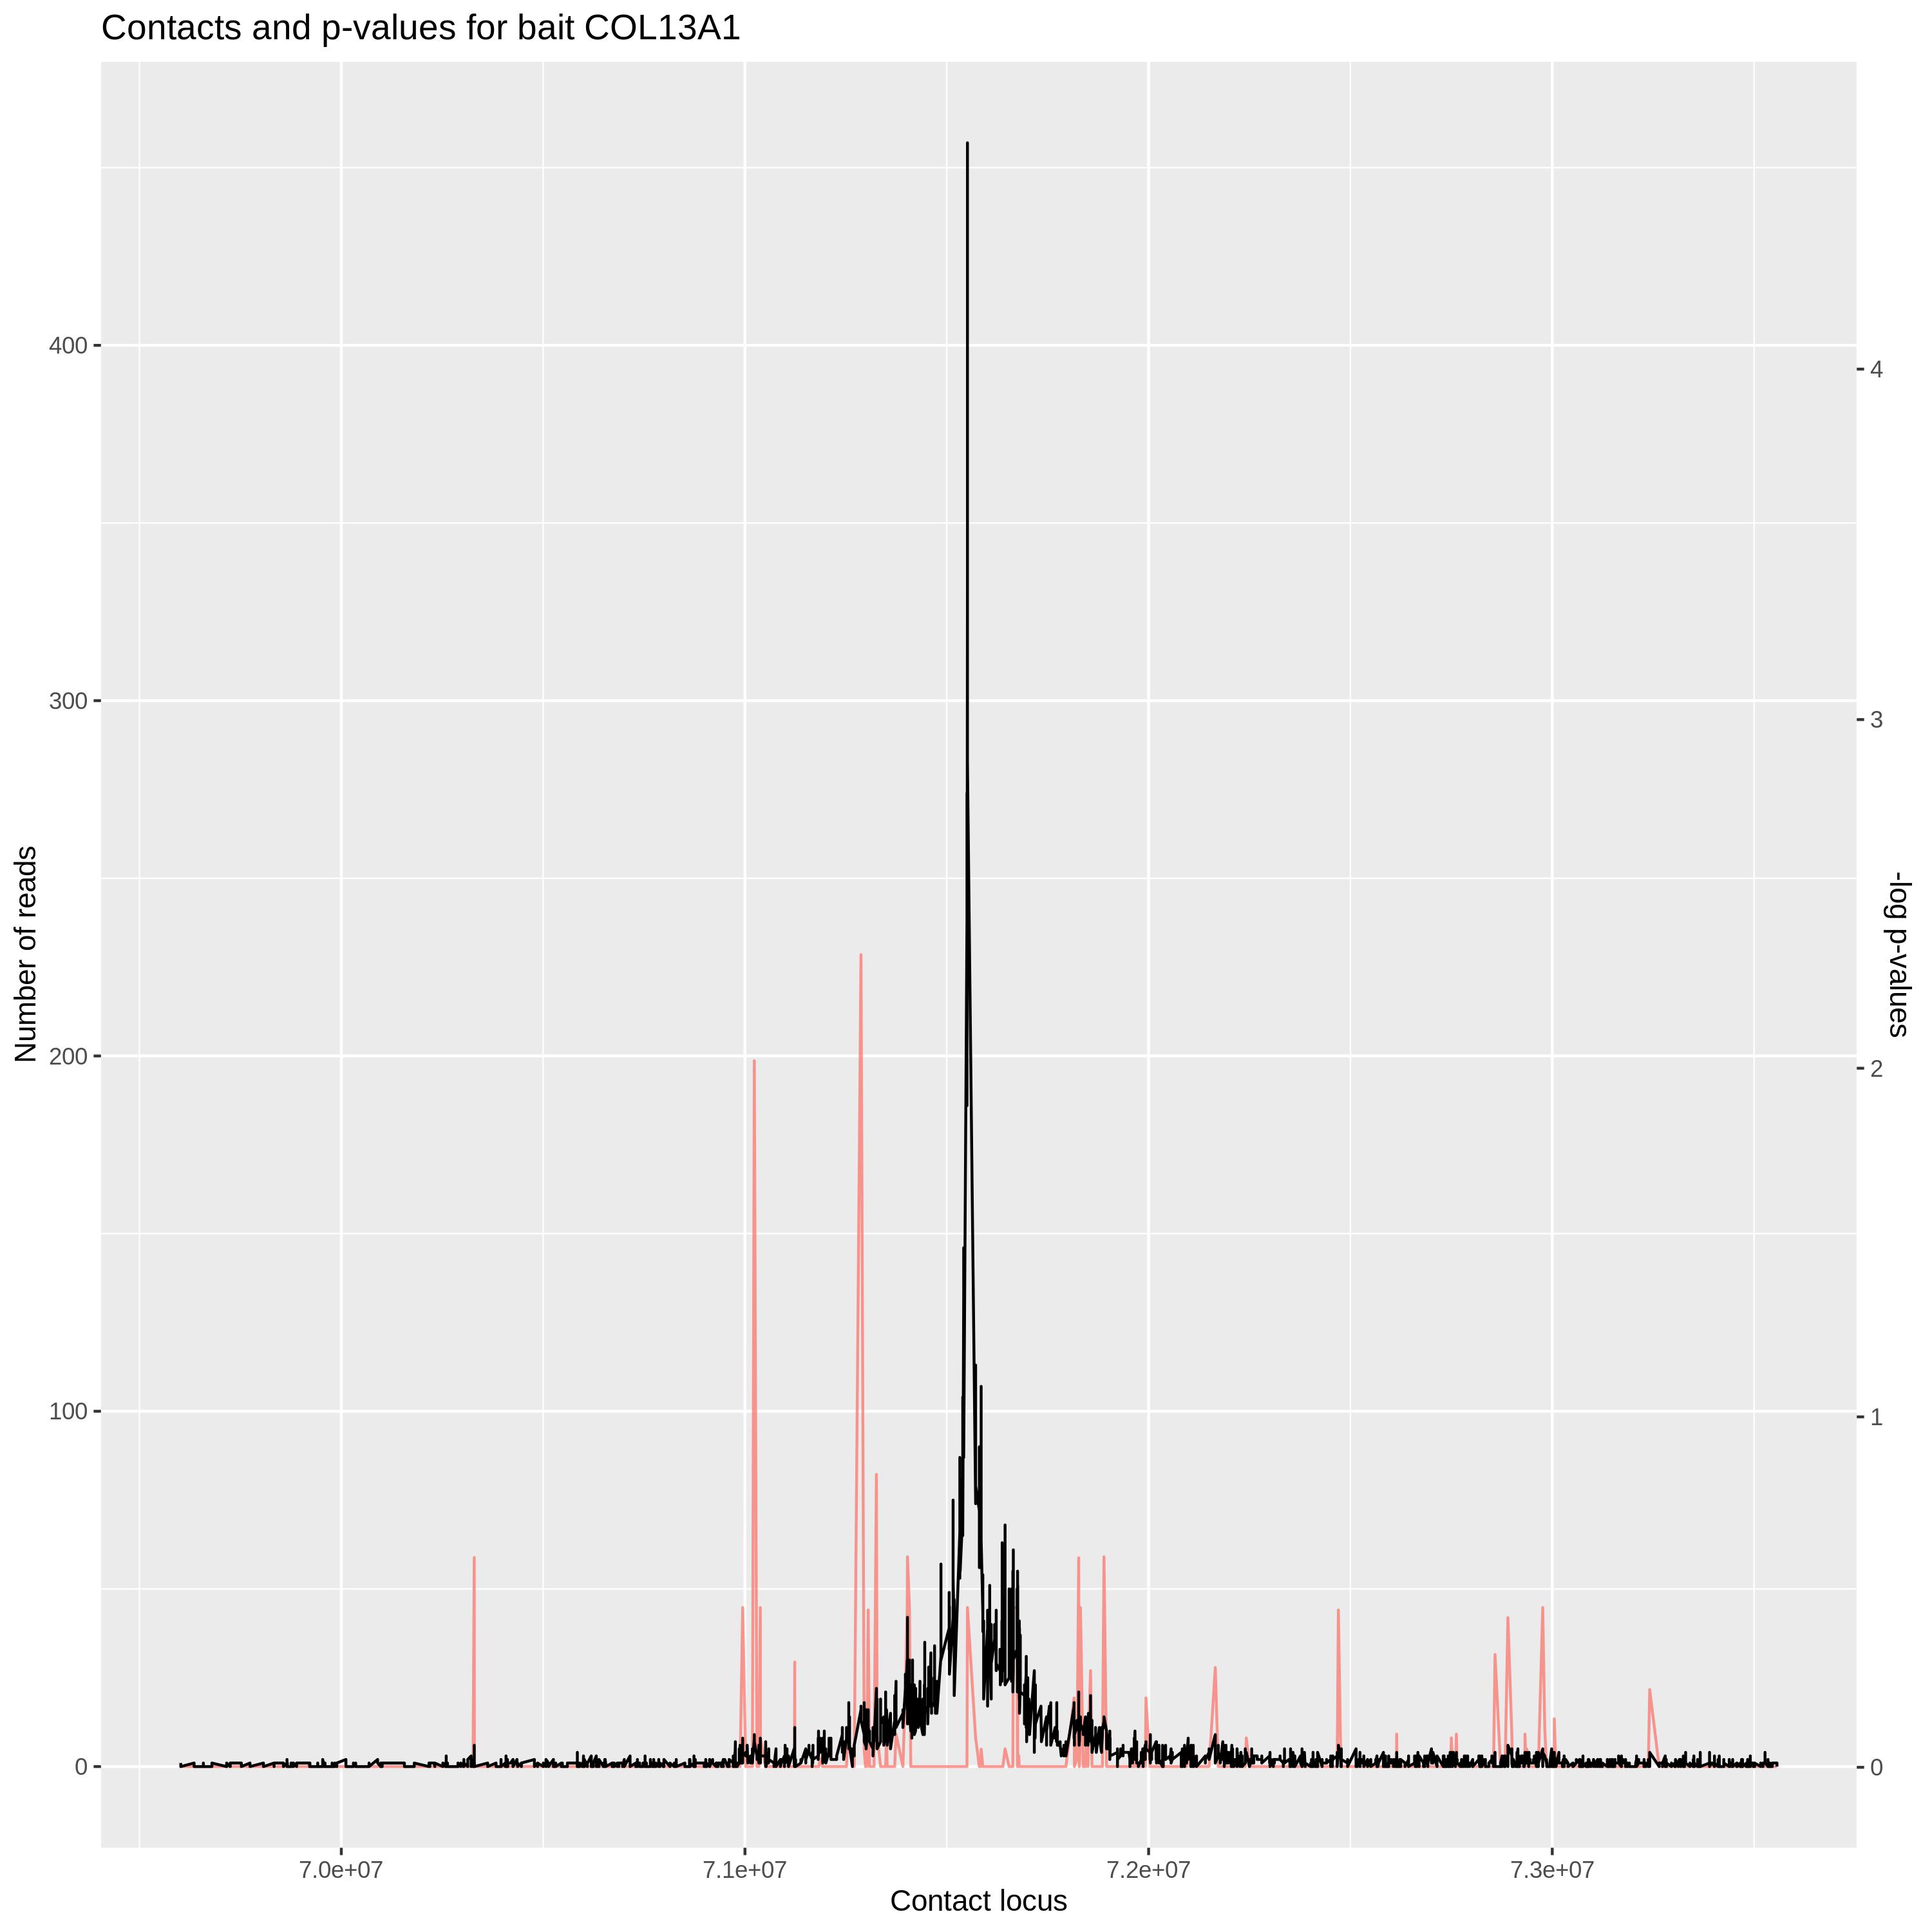 Contacts and p-values for bait COL13A1
Number of reads
400
300
200
100
0
4
3
2
1
0
-log p-values
7.0e+07
7.1e+07
7.2e+07
7.3e+07
Contact locus